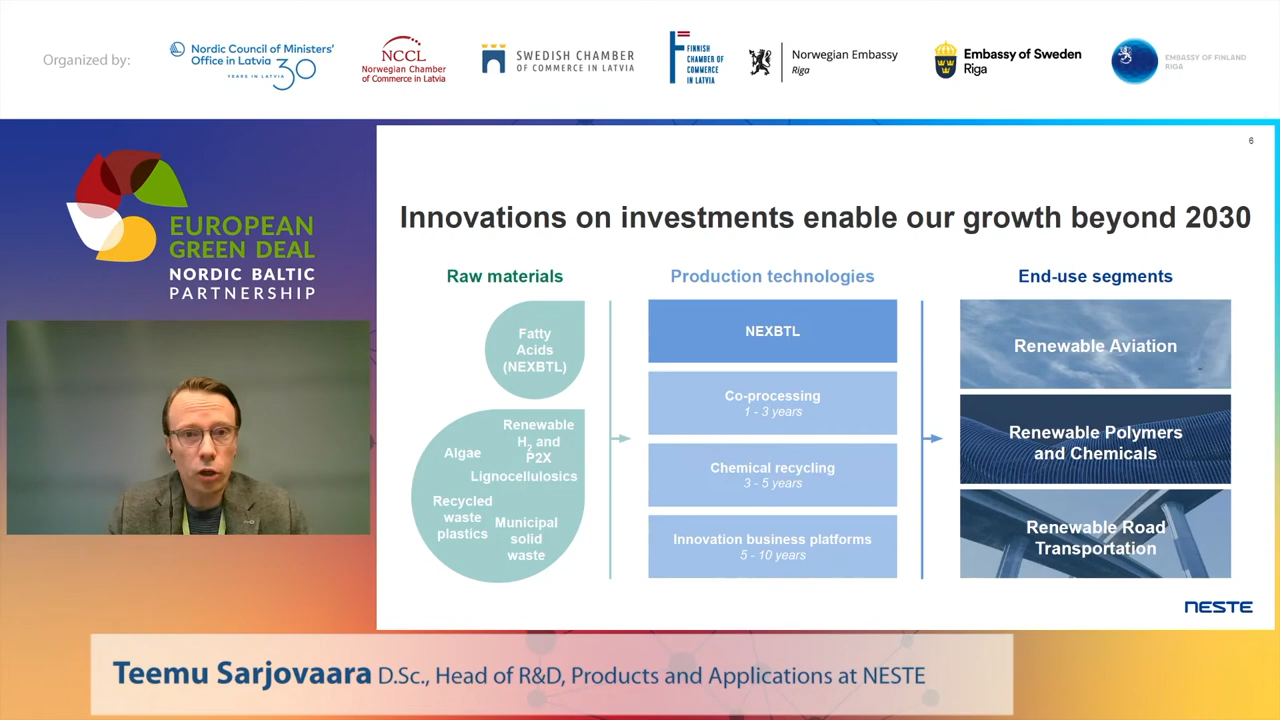 Organized by:
Nordic Council of Ministers'
Office in Latvia
YEARS IN LATVIA 30
NCCL
Norwegian Chamber
of Commerce in Latvia
SWEDISH CHAMBER
OF COMMERCE IN LATVIA
FINNISH
CHAMBER OF
COMMERCE
IN LATVIA
Norwegian Embassy
Riga
Embassy of Sweden
Riga
EMBASSY OF FINLAND
RIGA
EUROPEAN
GREEN DEAL
NORDIC BALTIC
PARTNERSHIP
6
Innovations on investments enable our growth beyond 2030
Raw materials
Fatty
Acids
(NEXBTL)
Renewable
H2 and
P2X
Algae
Lignocellulosics
Recycled
waste
plastics
Municipal
solid
waste
Production technologies
NEXBTL
Co-processing
1 - 3 years
Chemical recycling
3 - 5 years
Innovation business platforms
5 - 10 years
End-use segments
Renewable Aviation
Renewable Polymers
and Chemicals
Renewable Road
Transportation
NESTE
Teemu Sarjovaara D.Sc., Head of R&D, Products and Applications at NESTE